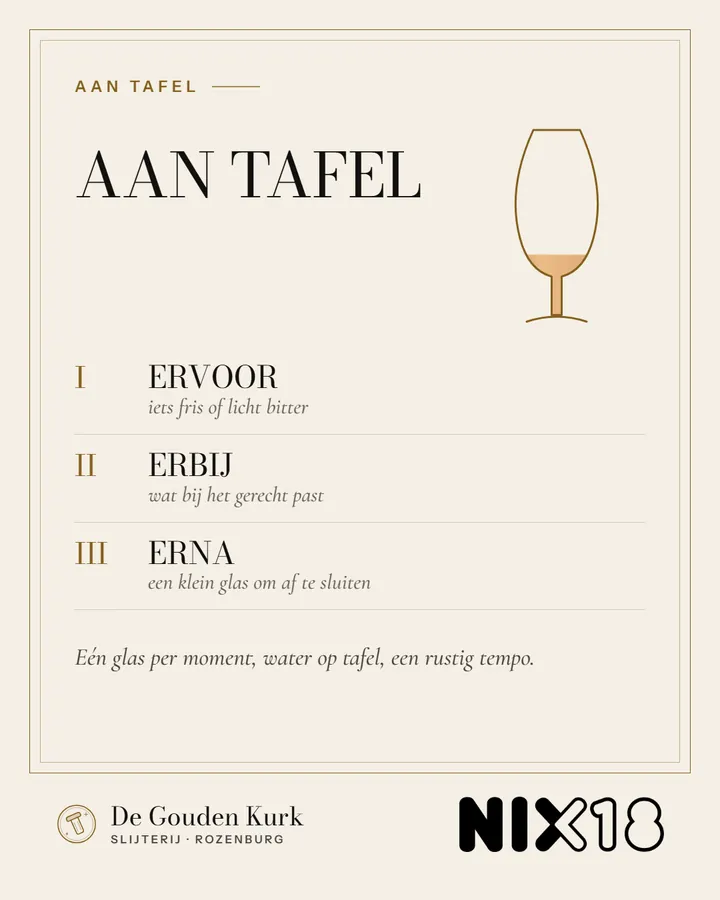 AAN TAFEL
AAN TAFEL
I ERVOOR
iets fris of licht bitter
II ERBIJ
wat bij het gerecht past
III ERNA
een klein glas om af te sluiten
Eén glas per moment, water op tafel, een rustig tempo.
De Gouden Kurk
SLIJTERIJ · ROZENBURG
NIX18